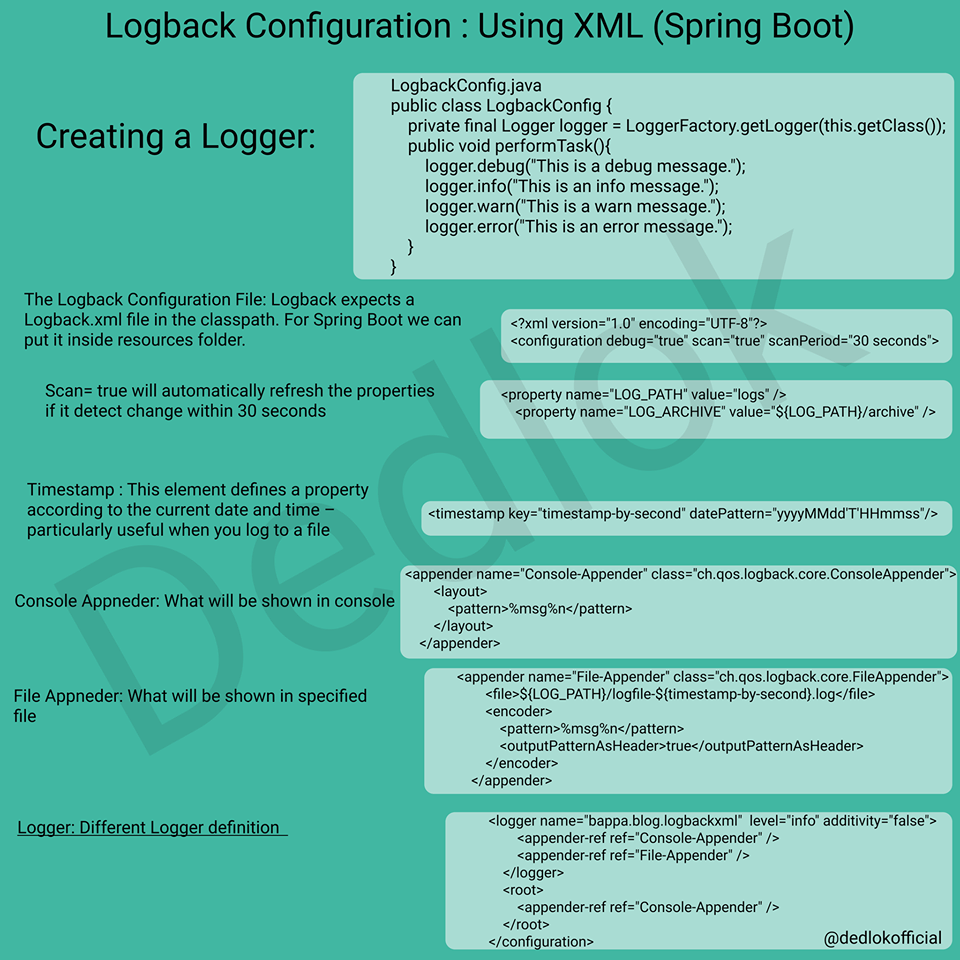 Logback Configuration : Using XML (Spring Boot)
Creating a Logger:
LogbackConfig.java
public class LogbackConfig {
private final Logger logger = LoggerFactory.getLogger(this.getClass());
public void performTask(){
logger.debug("This is a debug message.");
logger.info("This is an info message.");
logger.warn("This is a warn message.");
logger.error("This is an error message.");
}
}
The Logback Configuration File: Logback expects a
Logback.xml file in the classpath. For Spring Boot we can
put it inside resources folder.
<?xml version="1.0" encoding="UTF-8"?>
<configuration debug="true" scan="true" scanPeriod="30 seconds">
Scan= true will automatically refresh the properties
if it detect change within 30 seconds
<property name="LOG_PATH" value="logs" />
<property name="LOG_ARCHIVE" value="${LOG_PATH}/archive" />
Timestamp : This element defines a property
according to the current date and time –
particularly useful when you log to a file
<timestamp key="timestamp-by-second" datePattern="yyyyMMdd'T'HHmmss"/>
Console Appneder: What will be shown in console
<appender name="Console-Appender" class="ch.qos.logback.core.ConsoleAppender">
<layout>
<pattern>%msg%n</pattern>
</layout>
</appender>
File Appneder: What will be shown in specified
file
<appender name="File-Appender" class="ch.qos.logback.core.FileAppender">
<file>${LOG_PATH}/logfile-${timestamp-by-second}.log</file>
<encoder>
<pattern>%msg%n</pattern>
<outputPatternAsHeader>true</outputPatternAsHeader>
</encoder>
</appender>
Logger: Different Logger definition
<logger name="bappa.blog.logbackxml" level="info" additivity="false">
<appender-ref ref="Console-Appender" />
<appender-ref ref="File-Appender" />
</logger>
<root>
<appender-ref ref="Console-Appender" />
</root>
</configuration>
@dedlokofficial
Dedlok